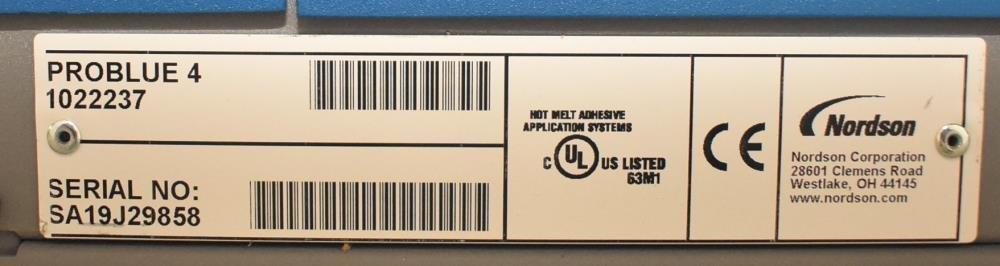 PROBLUE 4
1022237
SERIAL NO:
SA19J29858
HOT MELT ADHESIVE
APPLICATION SYSTEMS
C UL US LISTED
63M1
CE
Nordson
Nordson Corporation
28601 Clemens Road
Westlake, OH 44145
www.nordson.com